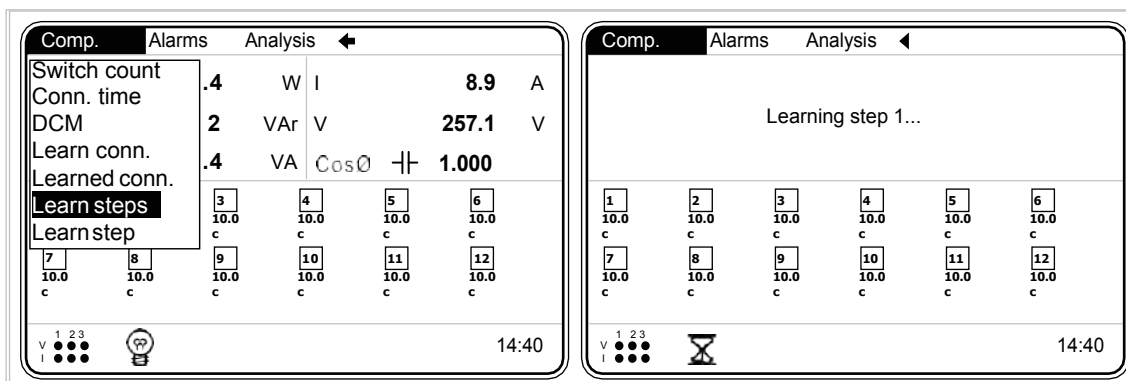 Comp. Alarms Analysis
Switch count
Conn. time
DCM
Learn conn.
Learned conn.
Learn steps
Learn step
.4 W I 8.9 A
2 VAr V 257.1 V
.4 VA CosØ 1.000
3 4 5 6
10.0 10.0 10.0 10.0
c c c c
7 8 9 10 11 12
10.0 10.0 10.0 10.0 10.0 10.0
c c c c c c
1 2 3
V
I
14:40
Comp. Alarms Analysis
Learning step 1...
1 2 3 4 5 6
10.0 10.0 10.0 10.0 10.0 10.0
c c c c c c
7 8 9 10 11 12
10.0 10.0 10.0 10.0 10.0 10.0
c c c c c c
1 2 3
V
I
14:40